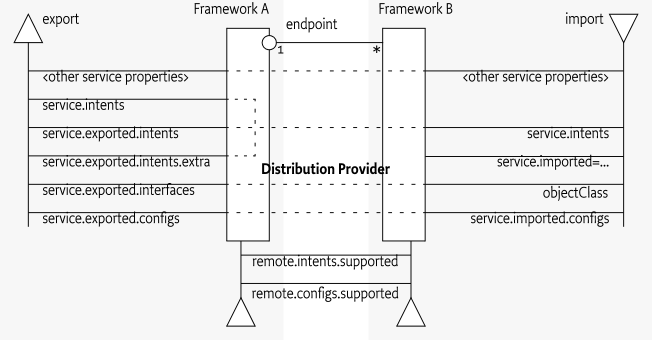 Framework A
Framework B
export
endpoint
import
1
*
<other service properties>
<other service properties>
service.intents
service.exported.intents
service.intents
service.exported.intents.extra
service.imported=...
Distribution Provider
service.exported.interfaces
objectClass
service.exported.configs
service.imported.configs
remote.intents.supported
remote.configs.supported